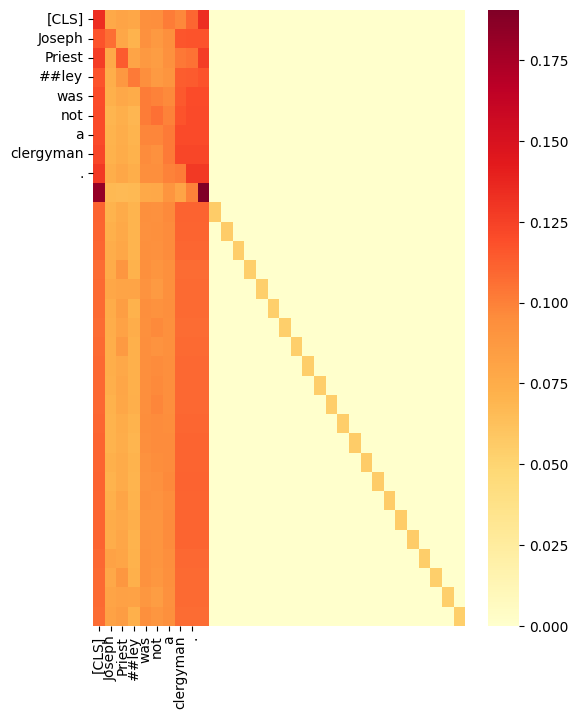 [CLS]
Joseph
Priest
##ley
was
not
a
clergyman
.
[CLS]
Joseph
Priest
##ley
was
not
a
clergyman
.
0.175
0.150
0.125
0.100
0.075
0.050
0.025
0.000